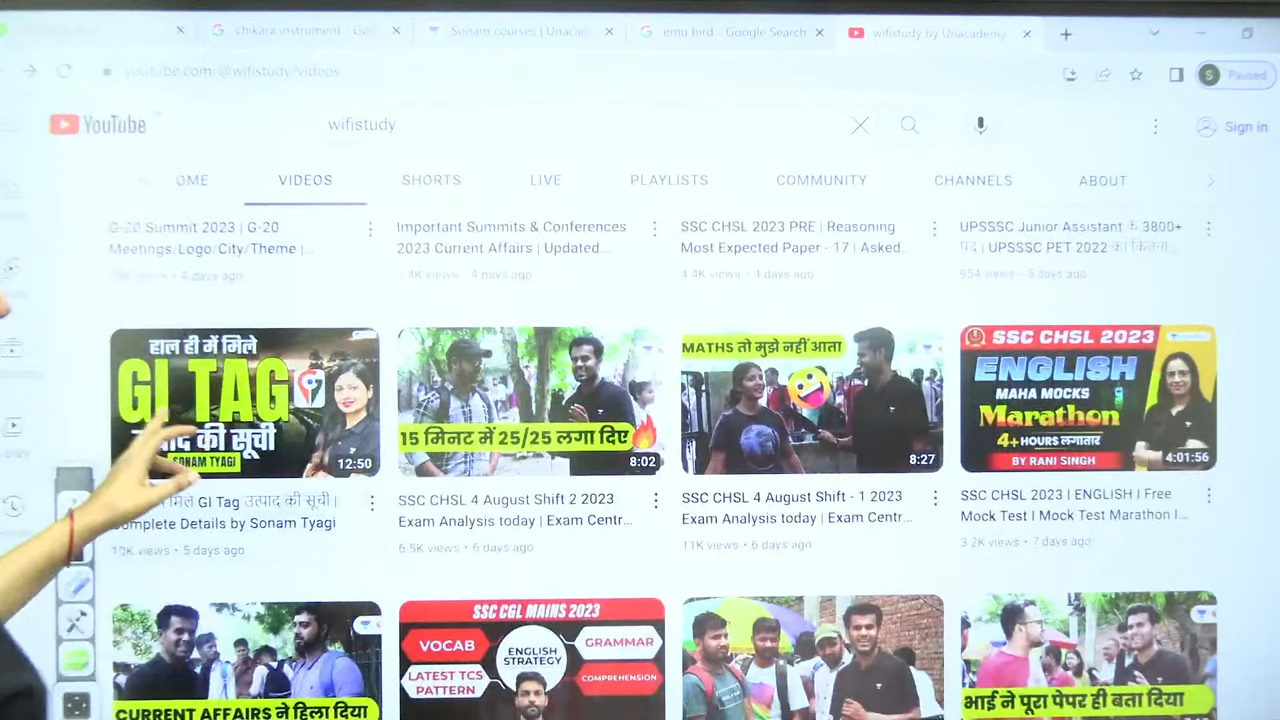 chikara instrument - Goo
Sonam courses | Unacad
emu bird - Google Search
wifistudy by Unacademy
youtube.com/@wifistudy/videos
S Paused
YouTube
wifistudy
Sign in
OME
VIDEOS
SHORTS
LIVE
PLAYLISTS
COMMUNITY
CHANNELS
ABOUT
G-20 Summit 2023 | G-20
Meetings/Logo/City/Theme |...
4 days ago
Important Summits & Conferences
2023 Current Affairs | Updated...
4K views • 4 days ago
SSC CHSL 2023 PRE | Reasoning
Most Expected Paper - 17 | Asked...
4.4K views • 4 days ago
UPSSSC Junior Assistant के 3800+
पद | UPSSSC PET 2022 का कितना...
954 views • 5 days ago
हाल ही में मिले
GI TAG
की सूची
SONAM TYAGI
12:50
मिले GI Tag उत्पाद की सूची |
omplete Details by Sonam Tyagi
10K views • 5 days ago
15 मिनट में 25/25 लगा दिए
8:02
SSC CHSL 4 August Shift 2 2023
Exam Analysis today | Exam Centr...
6.5K views • 6 days ago
MATHS तो मुझे नहीं आता
8:27
SSC CHSL 4 August Shift - 1 2023
Exam Analysis today | Exam Centr...
11K views • 6 days ago
SSC CHSL 2023
ENGLISH
MAHA MOCKS
Marathon
4+HOURS लगातार
BY RANI SINGH
4:01:56
SSC CHSL 2023 I ENGLISH I Free
Mock Test I Mock Test Marathon I...
3.2K views • 7 days ago
CURRENT AFFAIRS ने हिला दिया
SSC CGL MAINS 2023
VOCAB
GRAMMAR
ENGLISH
STRATEGY
LATEST TCS
PATTERN
COMPREHENSION
भाई ने पूरा पेपर ही बता दिया